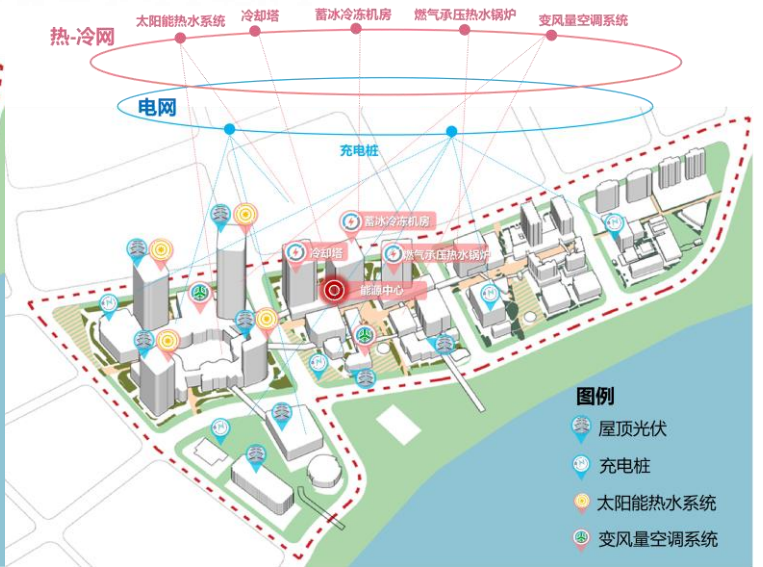 太阳能热水系统
冷却塔
蓄冰冷冻机房
燃气承压热水锅炉
变风量空调系统
热-冷网
电网
充电桩
蓄冰冷冻机房
冷却塔
燃气承压热水锅炉
能源中心
图例
屋顶光伏
充电桩
太阳能热水系统
变风量空调系统